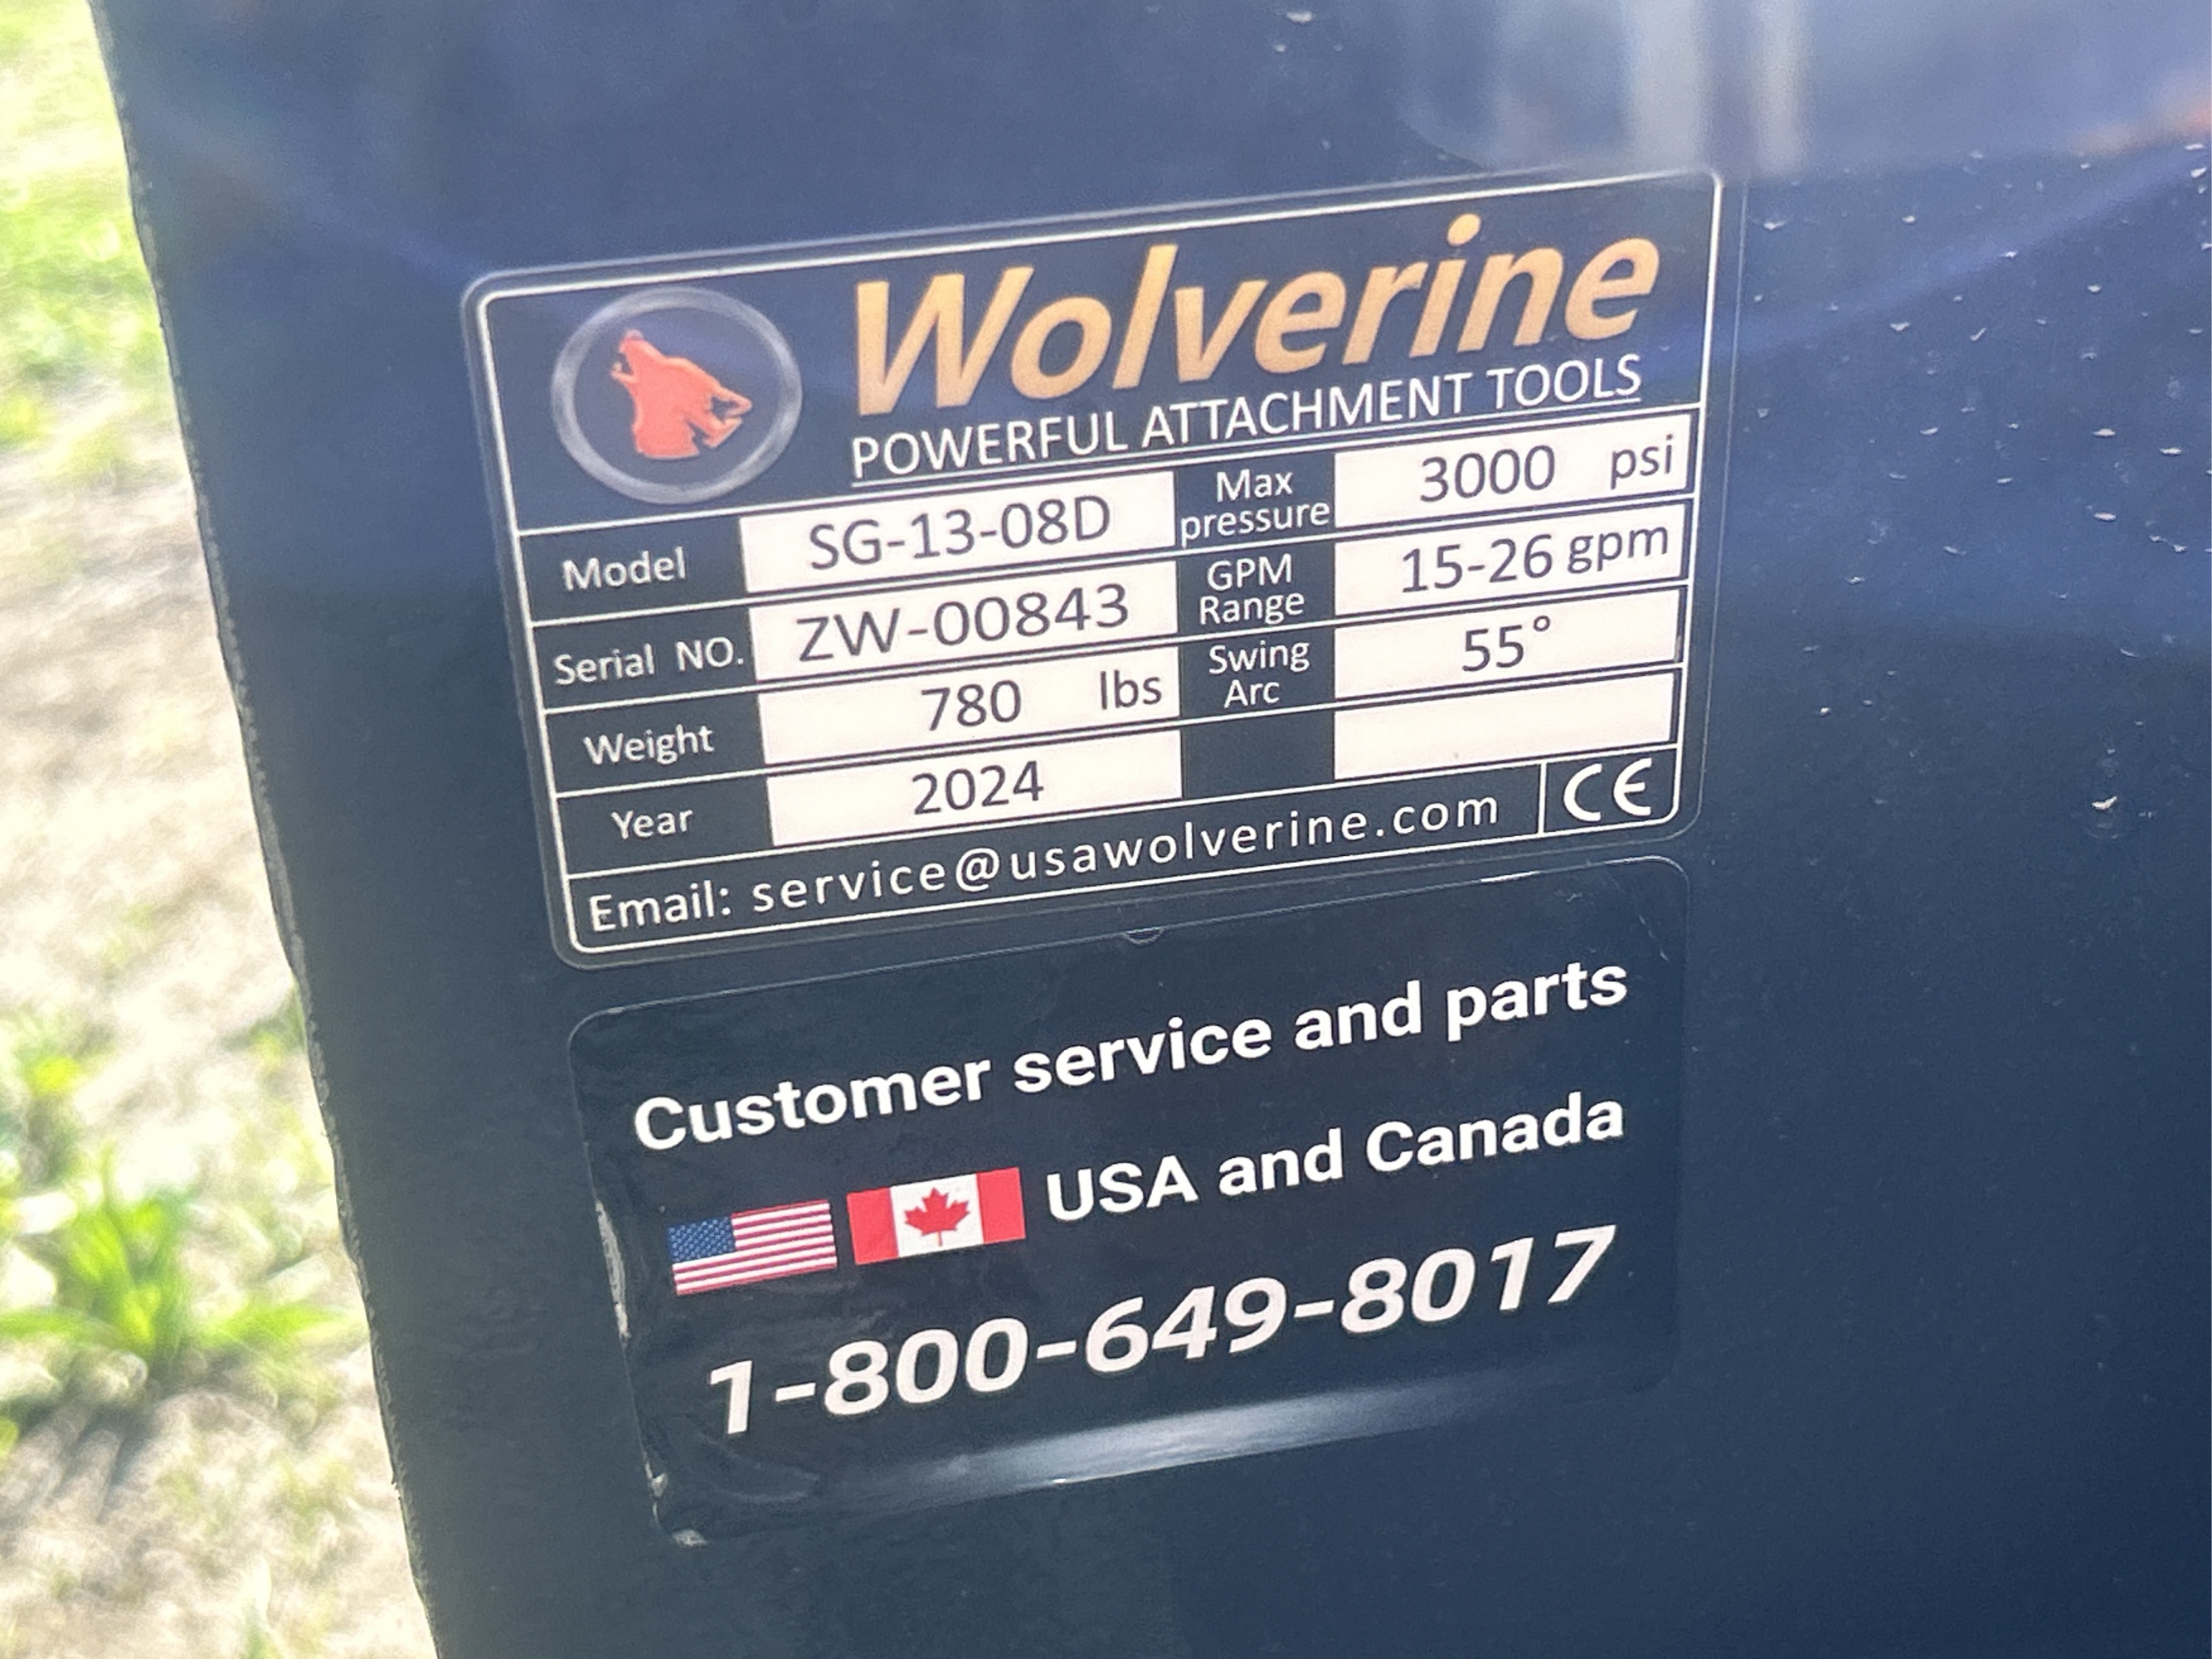 Wolverine
POWERFUL ATTACHMENT TOOLS
Model SG-13-08D Max pressure 3000 psi
Serial NO. ZW-00843 GPM Range 15-26 gpm
Weight 780 lbs Swing Arc 55°
Year 2024
Email: service@usawolverine.com CE
Customer service and parts
USA and Canada
1-800-649-8017